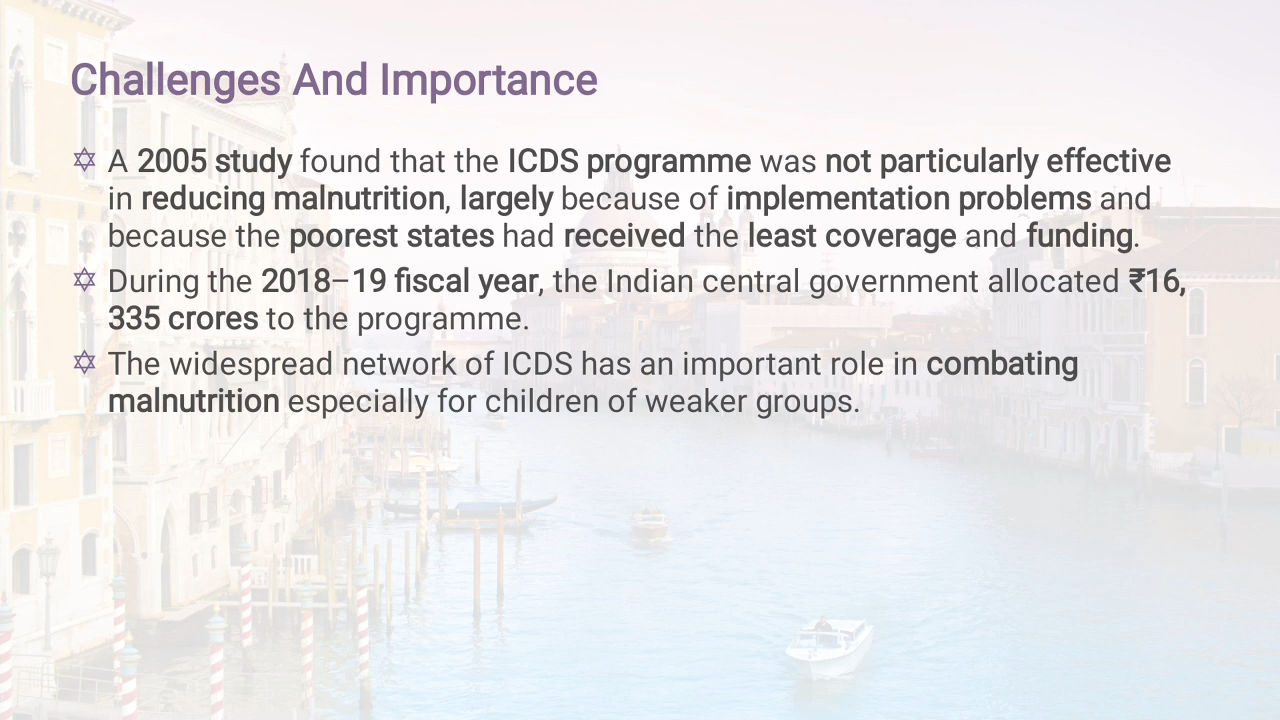 Challenges And Importance
✡ A 2005 study found that the ICDS programme was not particularly effective
in reducing malnutrition, largely because of implementation problems and
because the poorest states had received the least coverage and funding.
✡ During the 2018–19 fiscal year, the Indian central government allocated ₹16,
335 crores to the programme.
✡ The widespread network of ICDS has an important role in combating
malnutrition especially for children of weaker groups.